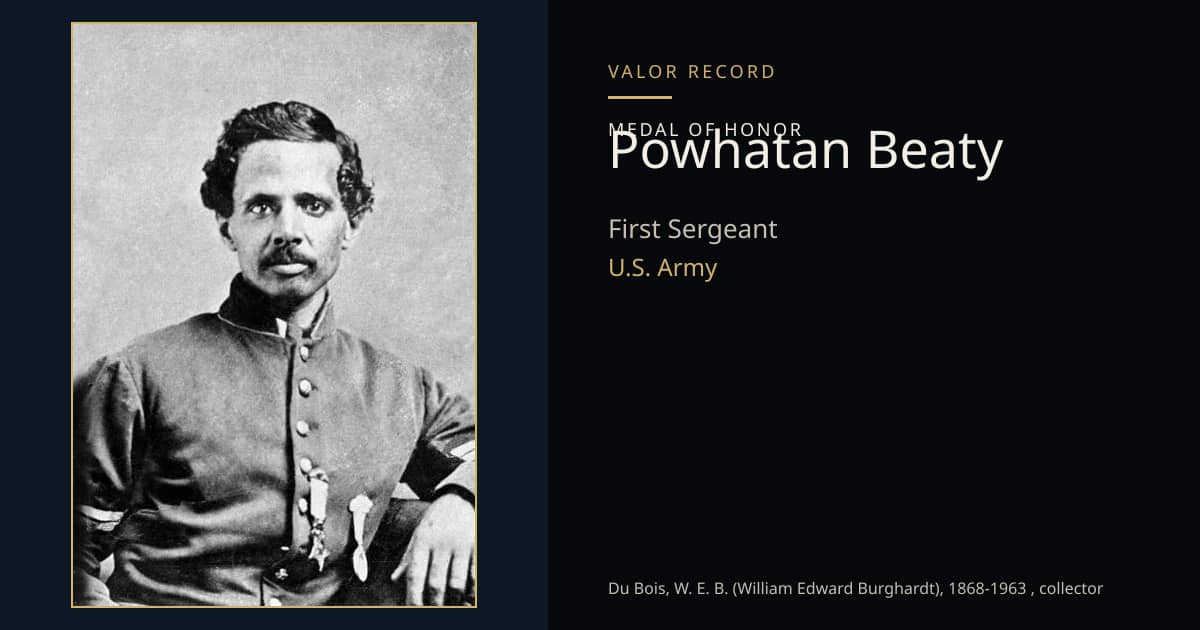 VALOR RECORD
MEDAL OF HONOR
Powhatan Beaty
First Sergeant
U.S. Army
Du Bois, W. E. B. (William Edward Burghardt), 1868-1963 , collector